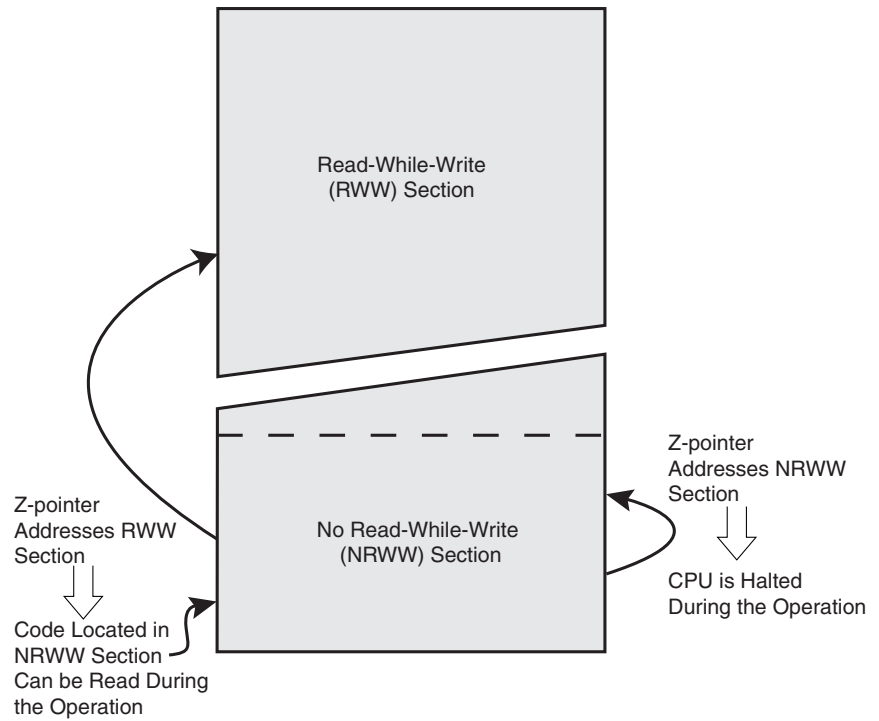 Read-While-Write
(RWW) Section
Z-pointer
Addresses NRWW
Section
Z-pointer
Addresses RWW
Section
No Read-While-Write
(NRWW) Section
CPU is Halted
During the Operation
Code Located in
NRWW Section
Can be Read During
the Operation